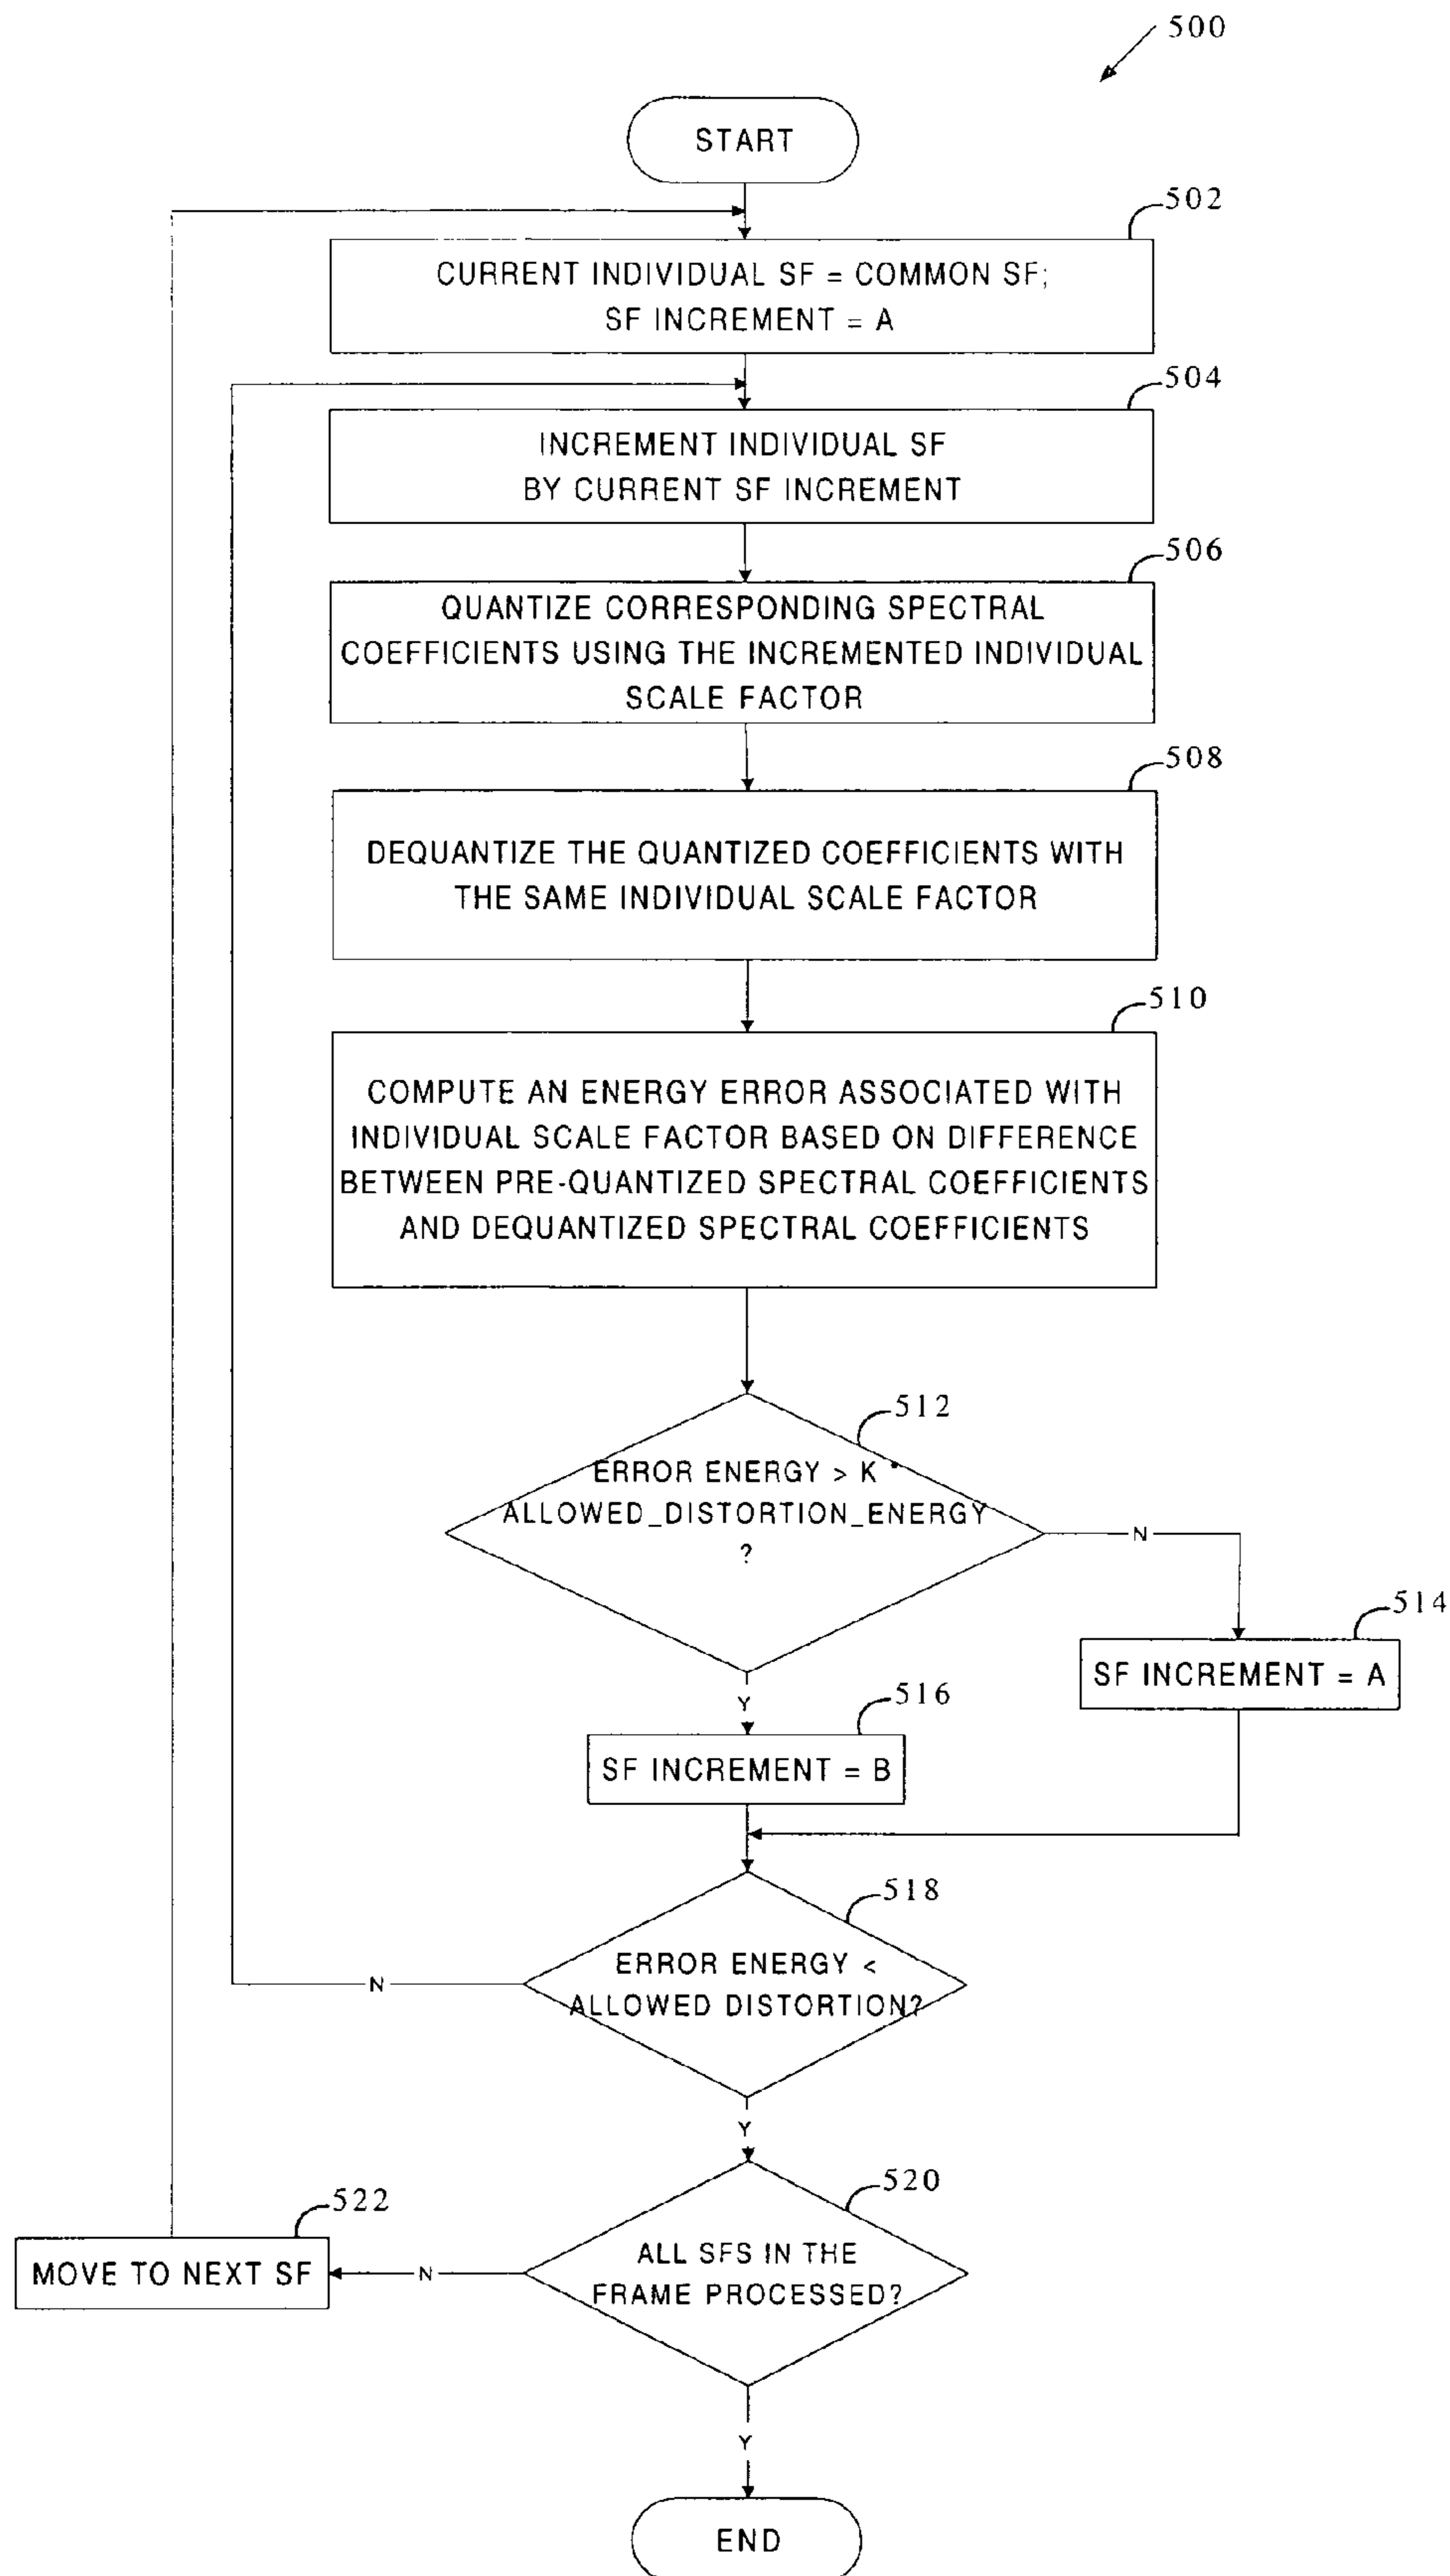 500
START
502
CURRENT INDIVIDUAL SF = COMMON SF;
SF INCREMENT = A
504
INCREMENT INDIVIDUAL SF
BY CURRENT SF INCREMENT
506
QUANTIZE CORRESPONDING SPECTRAL
COEFFICIENTS USING THE INCREMENTED INDIVIDUAL
SCALE FACTOR
508
DEQUANTIZE THE QUANTIZED COEFFICIENTS WITH
THE SAME INDIVIDUAL SCALE FACTOR
510
COMPUTE AN ENERGY ERROR ASSOCIATED WITH
INDIVIDUAL SCALE FACTOR BASED ON DIFFERENCE
BETWEEN PRE-QUANTIZED SPECTRAL COEFFICIENTS
AND DEQUANTIZED SPECTRAL COEFFICIENTS
512
ERROR ENERGY > K *
ALLOWED_DISTORTION_ENERGY
?
N
514
SF INCREMENT = A
Y
516
SF INCREMENT = B
518
ERROR ENERGY <
ALLOWED DISTORTION?
N
Y
520
ALL SFS IN THE
FRAME PROCESSED?
N
522
MOVE TO NEXT SF
Y
END